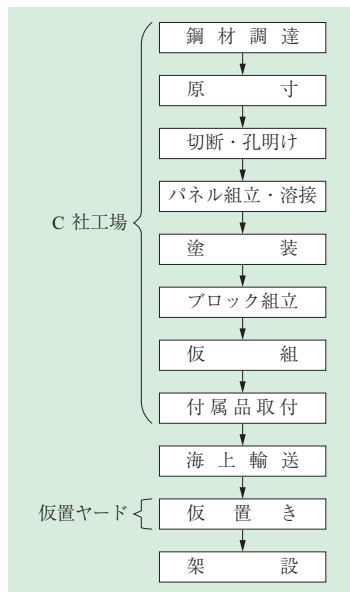 鋼材調達
原寸
切断・孔明け
パネル組立・溶接
C 社工場
塗装
ブロック組立
仮組
付属品取付
海上輸送
仮置ヤード
仮置き
架設